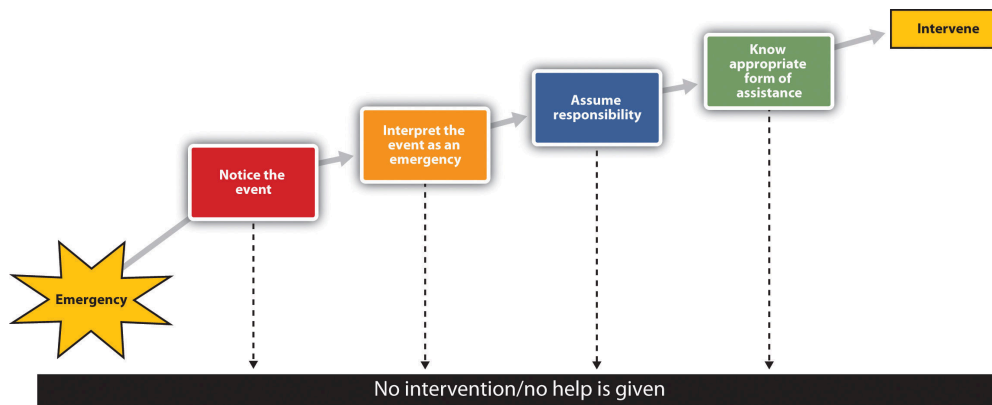 Emergency
Notice the
event
Interpret the
event as an
emergency
Assume
responsibility
Know
appropriate
form of
assistance
Intervene
No intervention/no help is given